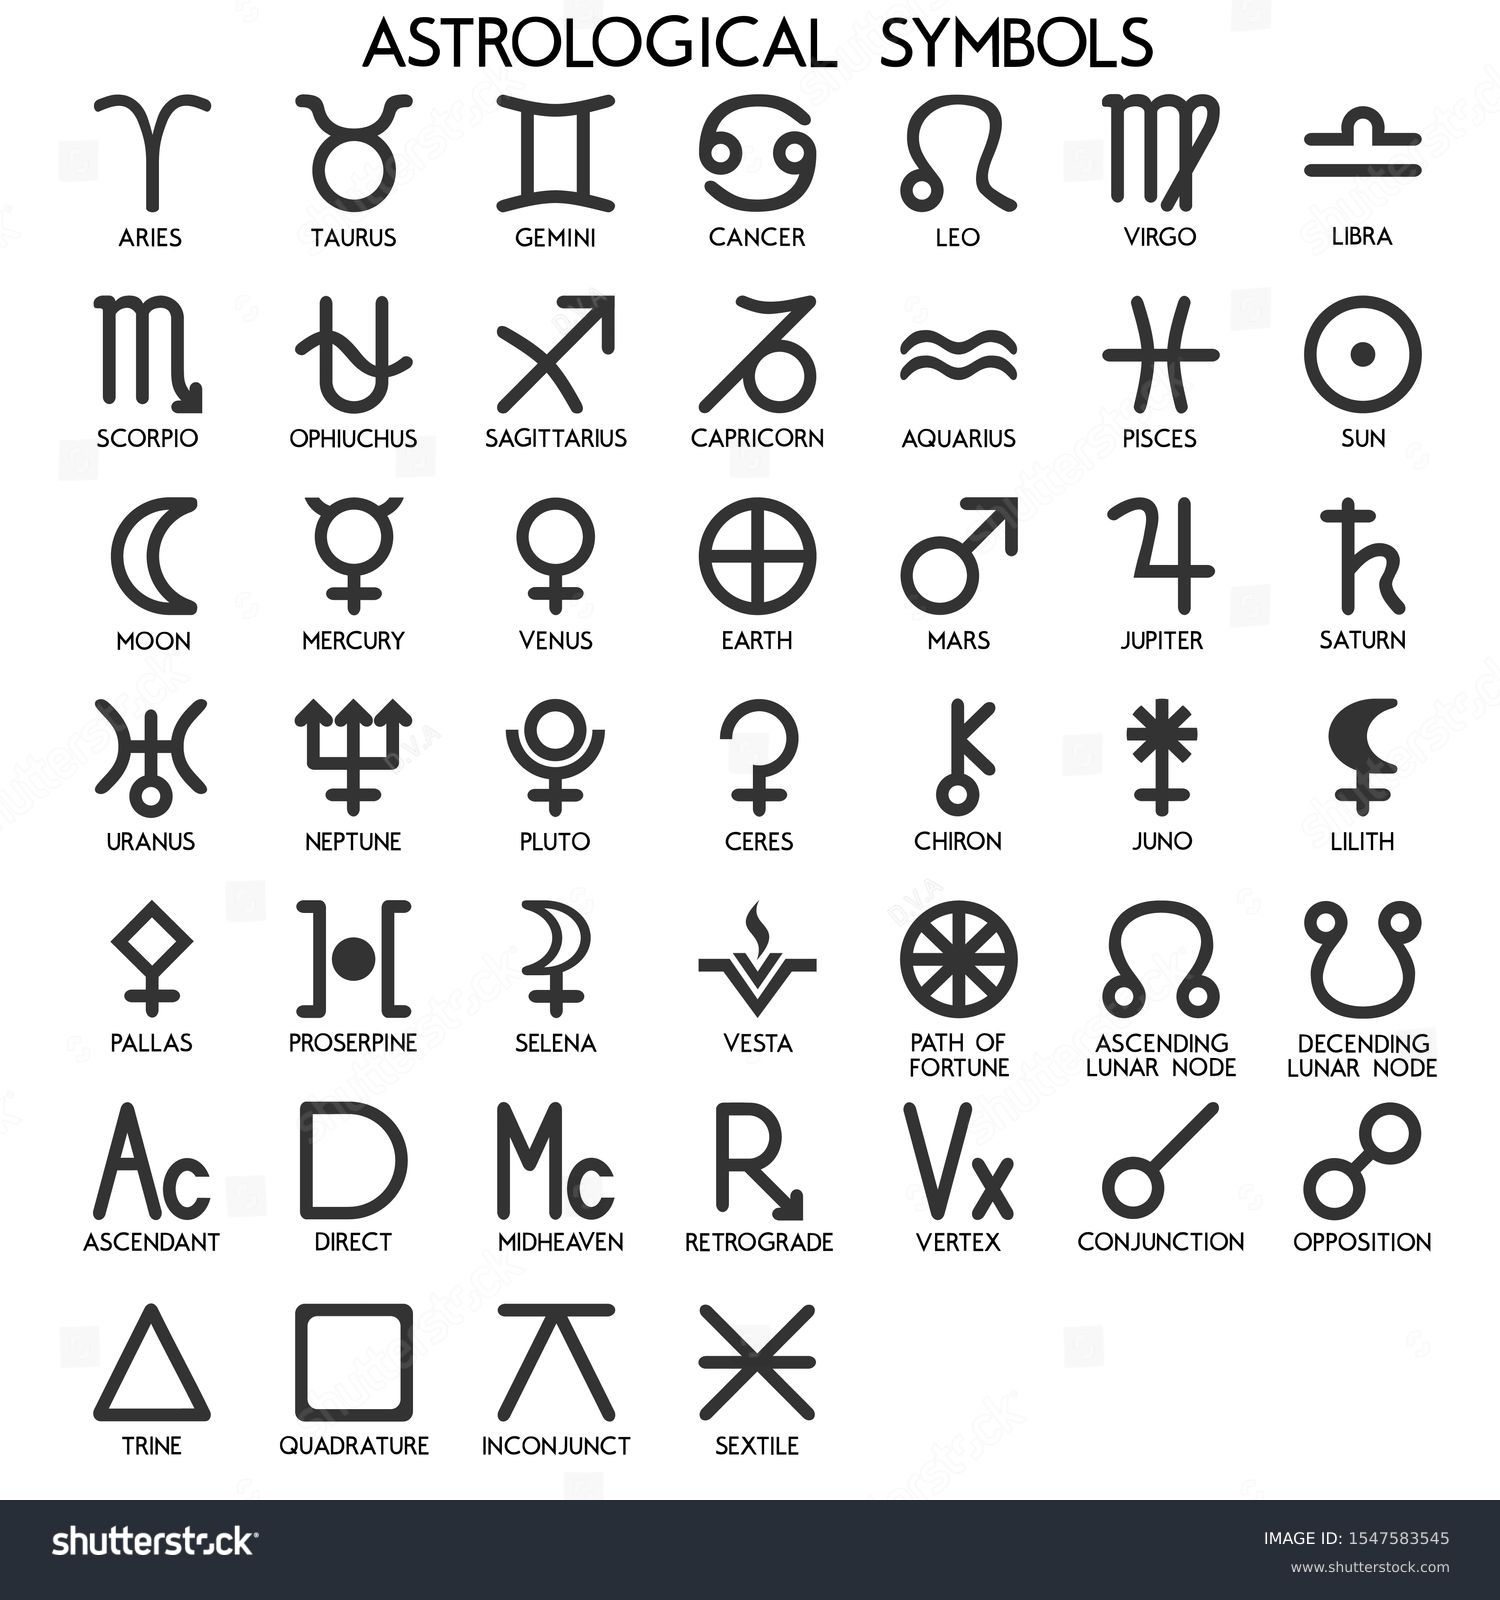 ASTROLOGICAL SYMBOLS
ARIES TAURUS GEMINI CANCER LEO VIRGO LIBRA
SCORPIO OPHIUCHUS SAGITTARIUS CAPRICORN AQUARIUS PISCES SUN
MOON MERCURY VENUS EARTH MARS JUPITER SATURN
URANUS NEPTUNE PLUTO CERES CHIRON JUNO LILITH
PALLAS PROSERPINE SELENA VESTA PATH OF ASCENDING DECENDING
FORTUNE LUNAR NODE LUNAR NODE
Ac D Mc R Vx
ASCENDANT DIRECT MIDHEAVEN RETROGRADE VERTEX CONJUNCTION OPPOSITION
TRINE QUADRATURE INCONJUNCT SEXTILE
shutterstock
IMAGE ID: 1547583545
www.shutterstock.com